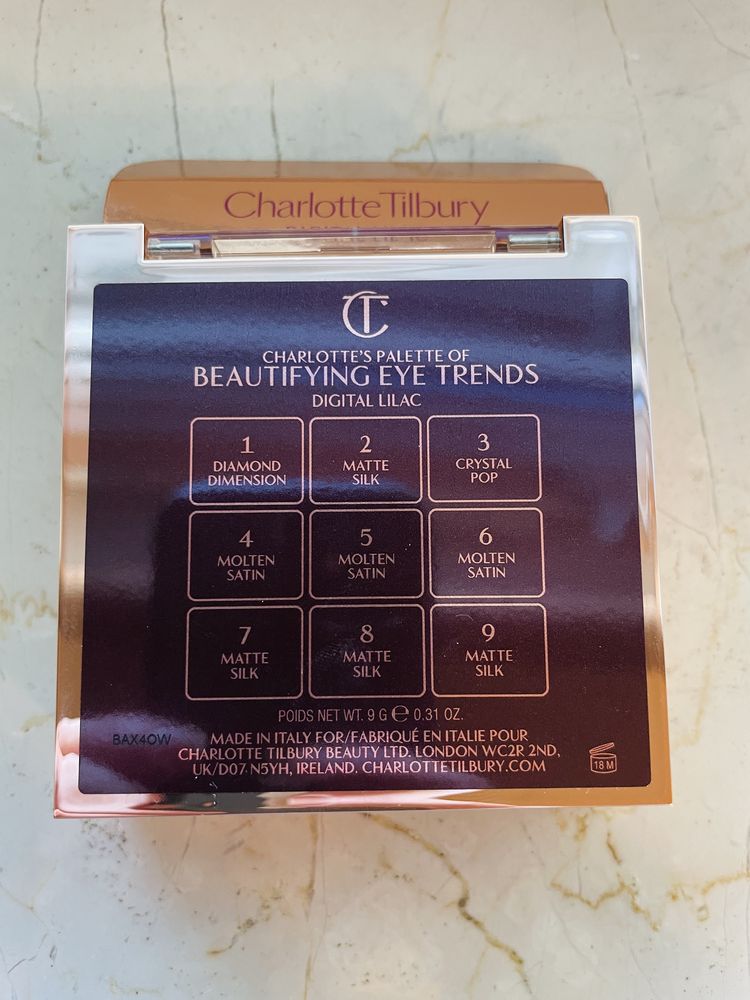 Charlotte Tilbury
CT
CHARLOTTE'S PALETTE OF
BEAUTIFYING EYE TRENDS
DIGITAL LILAC
1
DIAMOND
DIMENSION
2
MATTE
SILK
3
CRYSTAL
POP
4
MOLTEN
SATIN
5
MOLTEN
SATIN
6
MOLTEN
SATIN
7
MATTE
SILK
8
MATTE
SILK
9
MATTE
SILK
POIDS NET WT. 9 G ℮ 0.31 OZ.
BAX4OW
MADE IN ITALY FOR/FABRIQUÉ EN ITALIE POUR
CHARLOTTE TILBURY BEAUTY LTD. LONDON WC2R 2ND,
UK/D07 N5YH, IRELAND. CHARLOTTETILBURY.COM
18 M